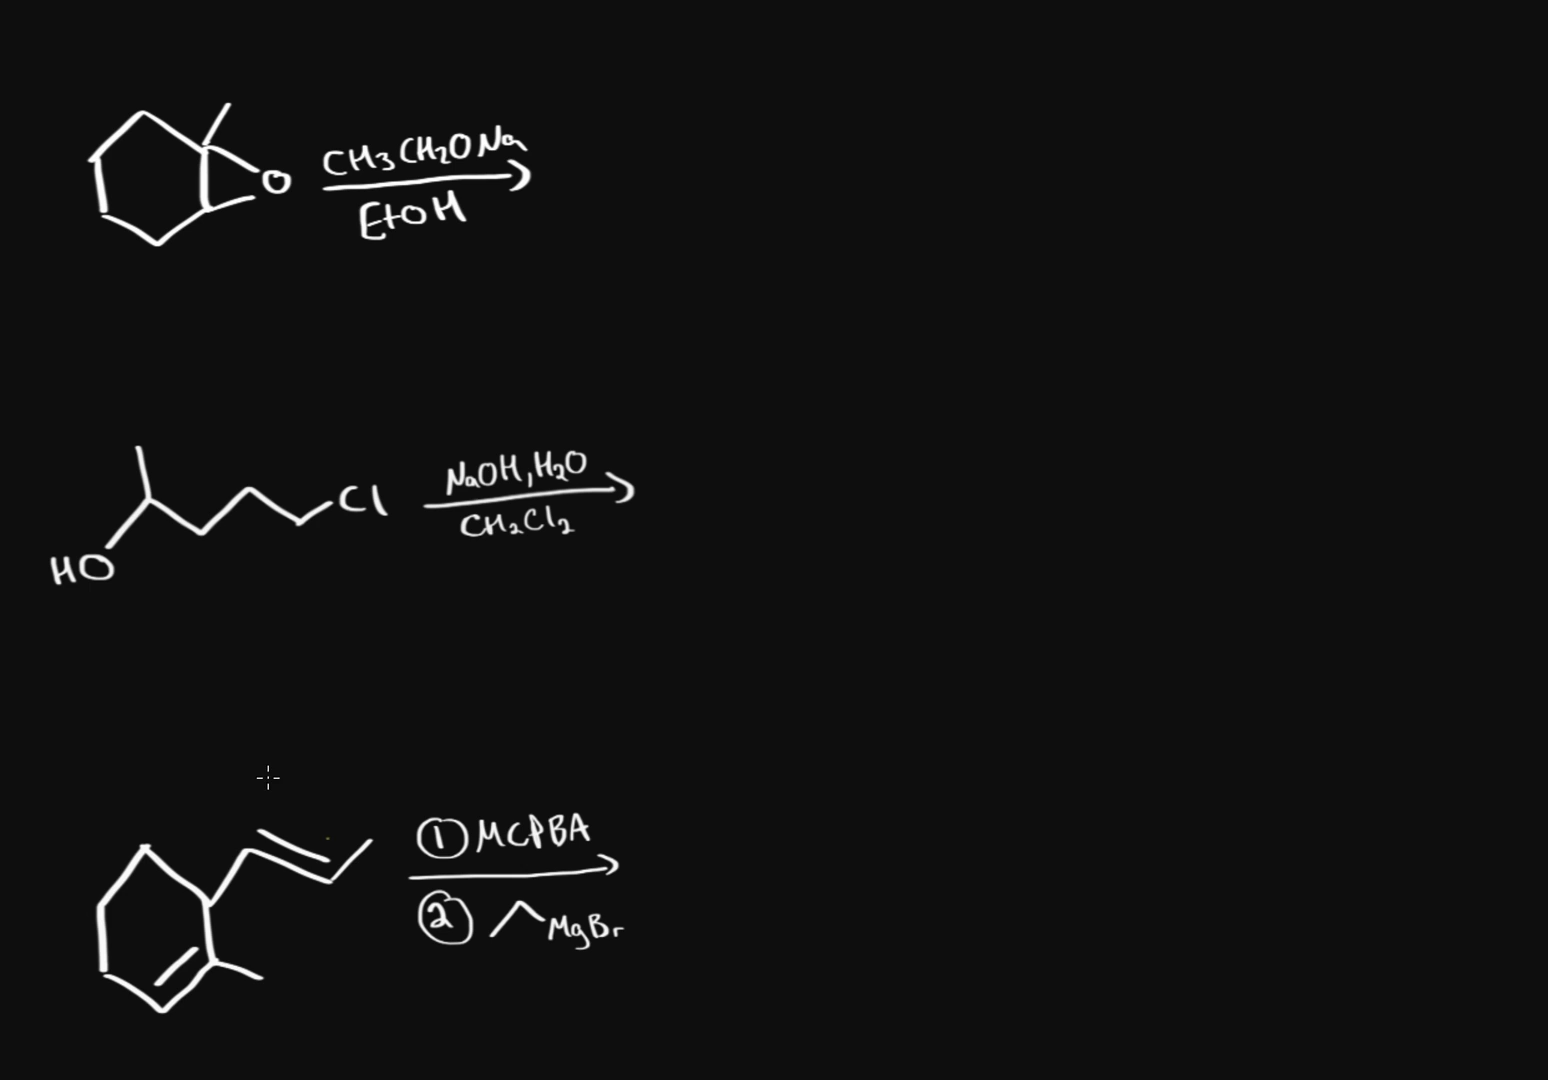 O
CH3CH2ONa
EtOH
HO
Cl
NaOH, H2O
CH2Cl2
① MCPBA
② MgBr